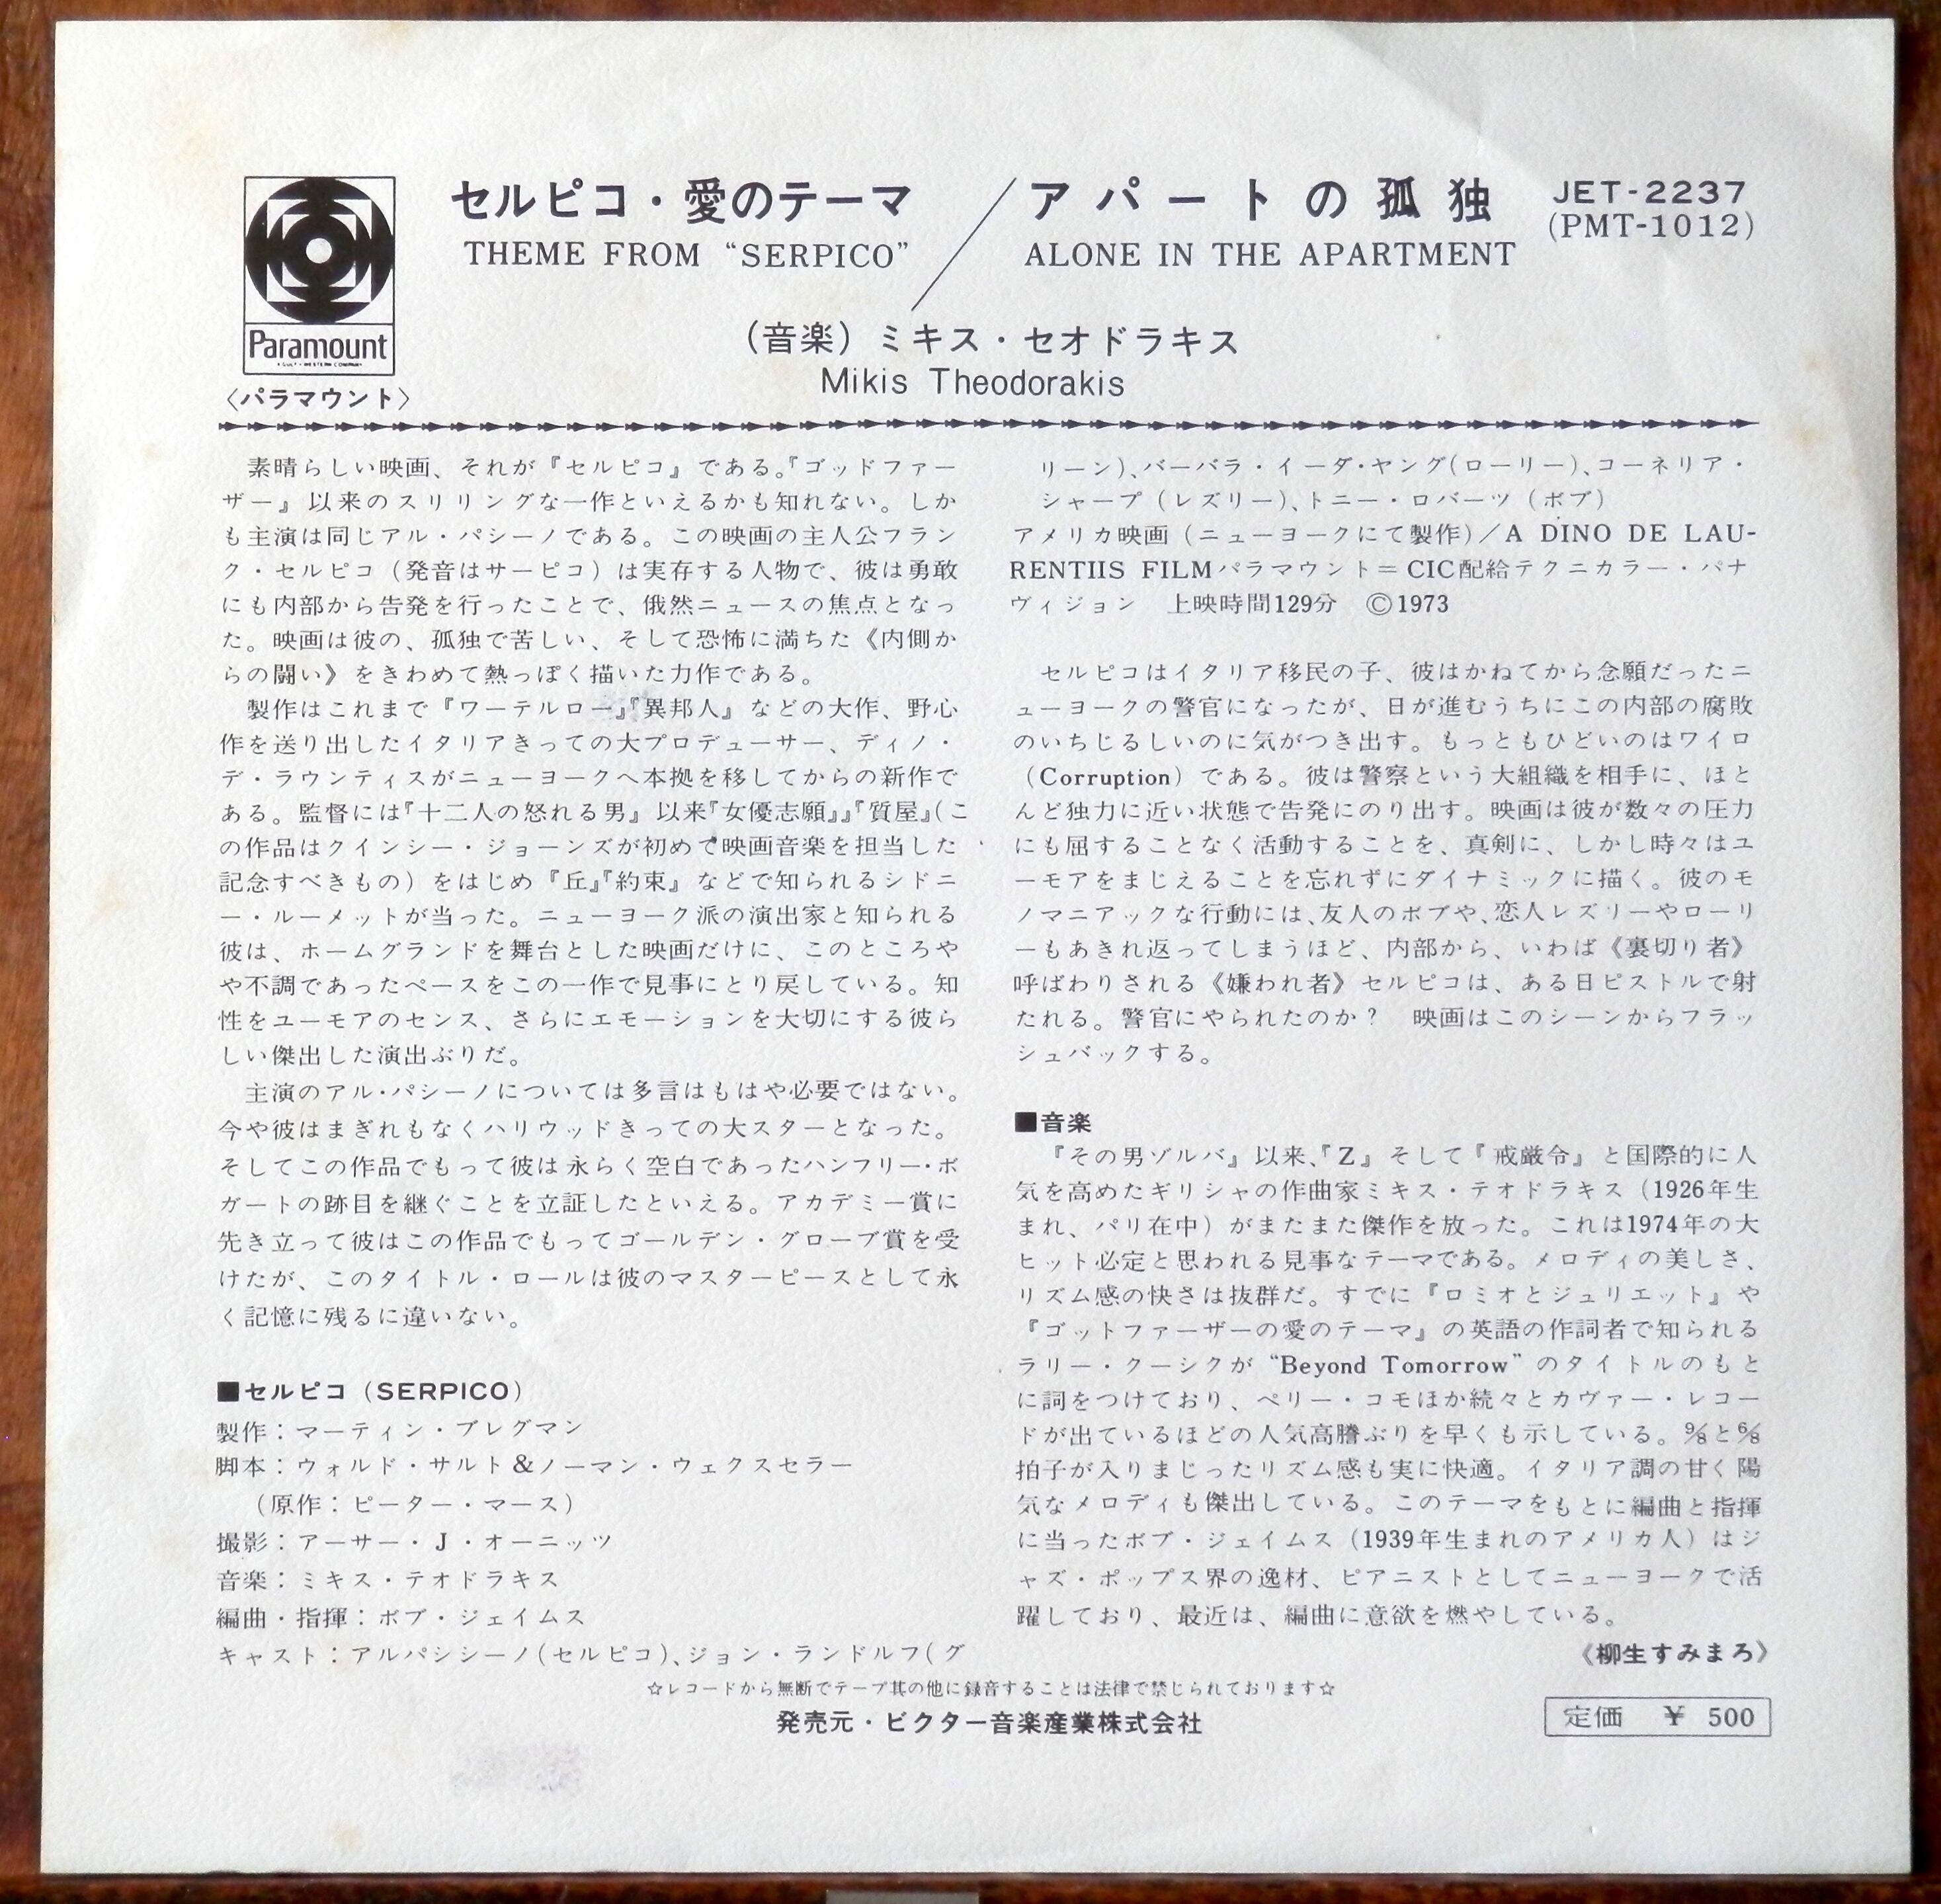 セルピコ・愛のテーマ／アパートの孤独
THEME FROM “SERPICO” ALONE IN THE APARTMENT
JET-2237
(PMT-1012)
Paramount
〈パラマウント〉
(音楽) ミキス・セオドラキス
Mikis Theodorakis
素晴らしい映画、それが『セルピコ』である。『ゴッドファー
ザー』以来のスリリングな一作といえるかも知れない。しか
も主演は同じアル・パシーノである。この映画の主人公フラン
ク・セルピコ（発音はサーピコ）は実存する人物で、彼は勇敢
にも内部から告発を行ったことで、俄然ニュースの焦点となっ
た。映画は彼の、孤独で苦しい、そして恐怖に満ちた《内側か
らの闘い》をきわめて熱っぽく描いた力作である。
製作はこれまで『ワーテルロー』『異邦人』などの大作、野心
作を送り出したイタリアきっての大プロデューサー、ディノ・
デ・ラウンティスがニューヨークへ本拠を移してからの新作で
ある。監督には『十二人の怒れる男』以来『女優志願』』『質屋』(こ
の作品はクインシー・ジョーンズが初めて映画音楽を担当した
記念すべきもの）をはじめ『丘』『約束』などで知られるシドニ
ー・ルーメットが当った。ニューヨーク派の演出家と知られる
彼は、ホームグランドを舞台とした映画だけに、このところや
や不調であったペースをこの一作で見事にとり戻している。知
性をユーモアのセンス、さらにエモーションを大切にする彼ら
しい傑出した演出ぶりだ。
主演のアル・パシーノについては多言はもはや必要ではない。
今や彼はまぎれもなくハリウッドきっての大スターとなった。
そしてこの作品でもって彼は永らく空白であったハンフリー・ボ
ガートの跡目を継ぐことを立証したといえる。アカデミー賞に
先き立って彼はこの作品でもってゴールデン・グローブ賞を受
けたが、このタイトル・ロールは彼のマスターピースとして永
く記憶に残るに違いない。
■セルピコ（SERPICO）
製作：マーティン・ブレグマン
脚本：ウォルド・サルト&ノーマン・ウェクスセラー
（原作：ピーター・マース）
撮影：アーサー・J・オーニッツ
音楽：ミキス・テオドラキス
編曲・指揮：ボブ・ジェイムス
キャスト：アルパシシーノ(セルピコ)、ジョン・ランドルフ(グ
リーン)、バーバラ・イーダ・ヤング(ローリー)、コーネリア・
シャープ（レズリー)、トニー・ロバーツ（ボブ）
アメリカ映画（ニューヨークにて製作)／A DINO DE LAU-
RENTIIS FILMパラマウント＝CIC配給テクニカラー・パナ
ヴィジョン 上映時間129分 ©1973
セルピコはイタリア移民の子、彼はかねてから念願だったニ
ューヨークの警官になったが、日が進むうちにこの内部の腐敗
のいちじるしいのに気がつき出す。もっともひどいのはワイロ
（Corruption）である。彼は警察という大組織を相手に、ほと
んど独力に近い状態で告発にのり出す。映画は彼が数々の圧力
にも屈することなく活動することを、真剣に、しかし時々はユ
ーモアをまじえることを忘れずにダイナミックに描く。彼のモ
ノマニアックな行動には、友人のボブや、恋人レズリーやローリ
ーもあきれ返ってしまうほど、内部から、いわば《裏切り者》
呼ばわりされる《嫌われ者》セルピコは、ある日ピストルで射
たれる。警官にやられたのか？ 映画はこのシーンからフラッ
シュバックする。
■音楽
『その男ゾルバ』以来、『Z』そして『戒厳令』と国際的に人
気を高めたギリシャの作曲家ミキス・テオドラキス（1926年生
まれ、パリ在中）がまたまた傑作を放った。これは1974年の大
ヒット必定と思われる見事なテーマである。メロディの美しさ、
リズム感の快さは抜群だ。すでに『ロミオとジュリエット』や
『ゴットファーザーの愛のテーマ』の英語の作詞者で知られる
ラリー・クーシクが “Beyond Tomorrow” のタイトルのもと
に詞をつけており、ペリー・コモほか続々とカヴァー・レコー
ドが出ているほどの人気高騰ぶりを早くも示している。9/8と6/8
拍子が入りまじったリズム感も実に快適。イタリア調の甘く陽
気なメロディも傑出している。このテーマをもとに編曲と指揮
に当ったボブ・ジェイムス（1939年生まれのアメリカ人）はジ
ャズ・ポップス界の逸材、ピアニストとしてニューヨークで活
躍しており、最近は、編曲に意欲を燃やしている。
《柳生すみまろ》
☆レコードから無断でテープ其の他に録音することは法律で禁じられております☆
発売元・ビクター音楽産業株式会社
定価 ¥ 500